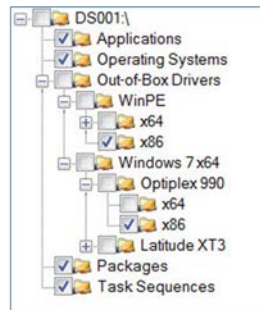 DS001:\
Applications
Operating Systems
Out-of-Box Drivers
WinPE
x64
x86
Windows 7 x64
Optiplex 990
x64
x86
Latitude XT3
Packages
Task Sequences